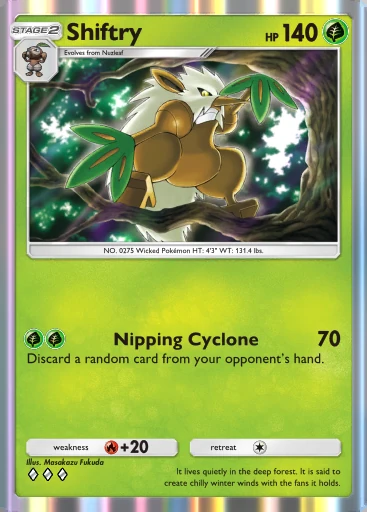 STAGE 2 Shiftry HP 140
Evolves from Nuzleaf
NO. 0275 Wicked Pokémon HT: 4'3" WT: 131.4 lbs.
Nipping Cyclone 70
Discard a random card from your opponent's hand.
weakness +20 retreat
Illus. Masakazu Fukuda
It lives quietly in the deep forest. It is said to
create chilly winter winds with the fans it holds.